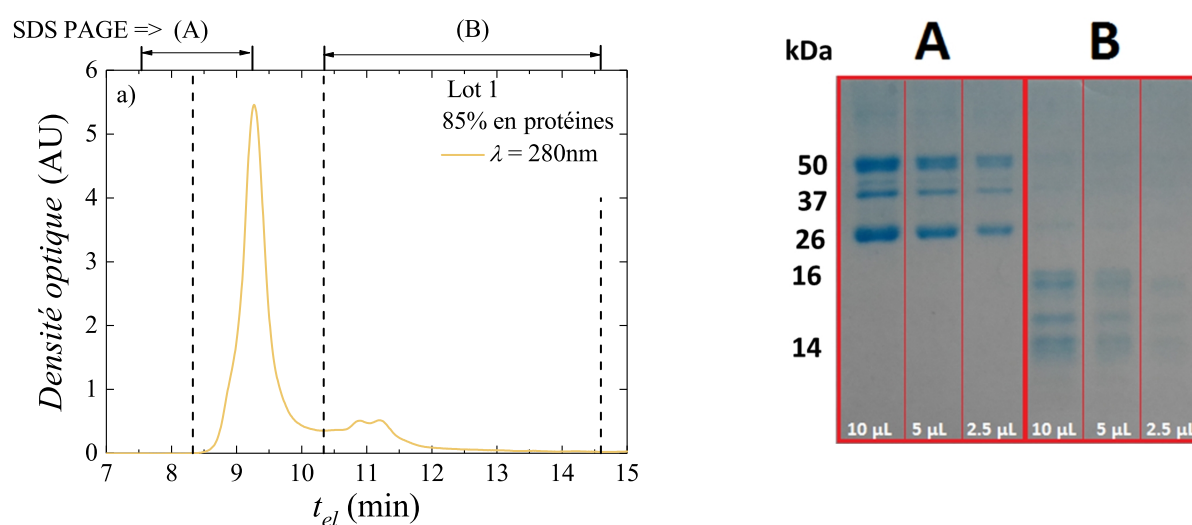 SDS PAGE => (A)
(B)
a)
Lot 1
85% en protéines
λ = 280nm
Densité optique (AU)
6
5
4
3
2
1
0
7 8 9 10 11 12 13 14 15
t_el (min)
kDa
A B
50
37
26
16
14
10 µL 5 µL 2.5 µL 10 µL 5 µL 2.5 µL